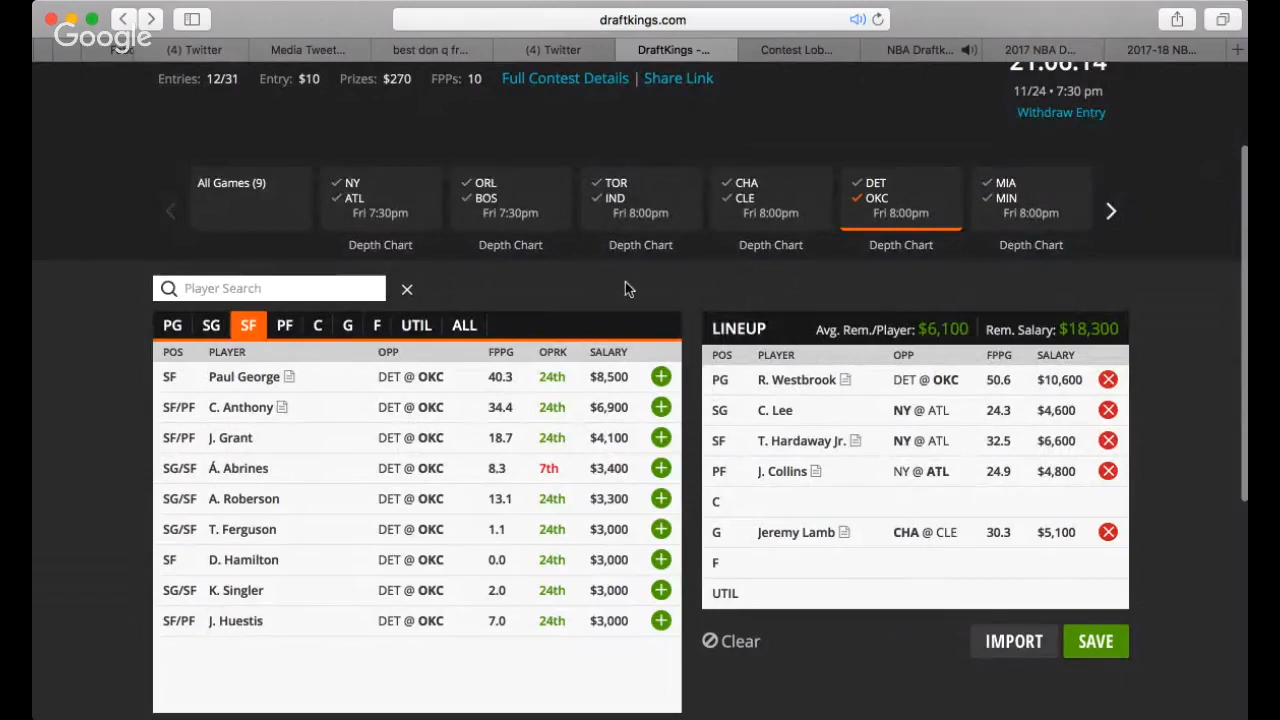 draftkings.com
Google
(4) Twitter
Media Tweet...
best don q fr...
(4) Twitter
DraftKings -...
Contest Lob...
NBA Draftk...
2017 NBA D...
2017-18 NB...
Entries: 12/31 Entry: $10 Prizes: $270 FPPs: 10 Full Contest Details | Share Link
21:06:14
11/24 • 7:30 pm
Withdraw Entry
All Games (9)
NY
ATL
Fri 7:30pm
Depth Chart
ORL
BOS
Fri 7:30pm
Depth Chart
TOR
IND
Fri 8:00pm
Depth Chart
CHA
CLE
Fri 8:00pm
Depth Chart
DET
OKC
Fri 8:00pm
Depth Chart
MIA
MIN
Fri 8:00pm
Depth Chart
Player Search
PG SG SF PF C G F UTIL ALL
POS PLAYER OPP FPPG OPRK SALARY
SF Paul George DET @ OKC 40.3 24th $8,500
SF/PF C. Anthony DET @ OKC 34.4 24th $6,900
SF/PF J. Grant DET @ OKC 18.7 24th $4,100
SG/SF Á. Abrines DET @ OKC 8.3 7th $3,400
SG/SF A. Roberson DET @ OKC 13.1 24th $3,300
SG/SF T. Ferguson DET @ OKC 1.1 24th $3,000
SF D. Hamilton DET @ OKC 0.0 24th $3,000
SG/SF K. Singler DET @ OKC 2.0 24th $3,000
SF/PF J. Huestis DET @ OKC 7.0 24th $3,000
LINEUP Avg. Rem./Player: $6,100 Rem. Salary: $18,300
POS PLAYER OPP FPPG SALARY
PG R. Westbrook DET @ OKC 50.6 $10,600
SG C. Lee NY @ ATL 24.3 $4,600
SF T. Hardaway Jr. NY @ ATL 32.5 $6,600
PF J. Collins NY @ ATL 24.9 $4,800
C
G Jeremy Lamb CHA @ CLE 30.3 $5,100
F
UTIL
Clear IMPORT SAVE